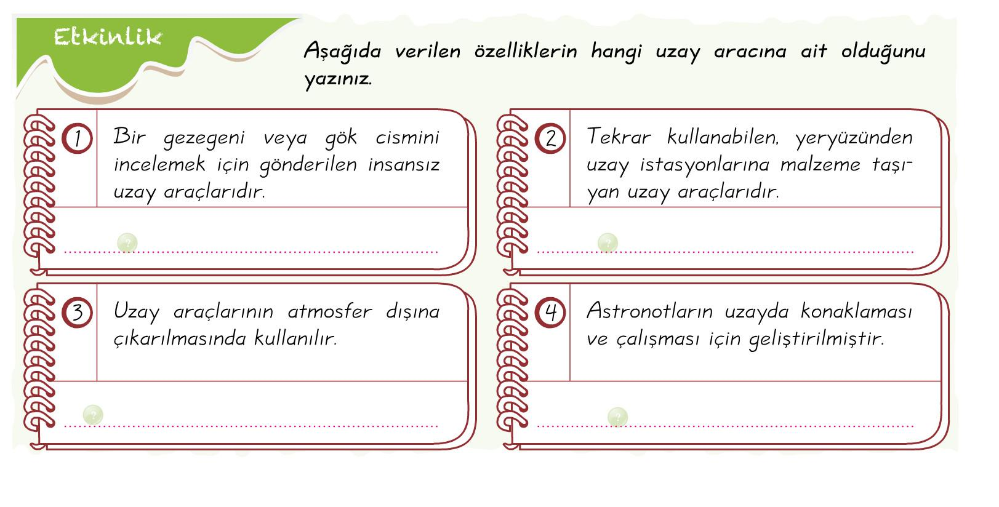 Etkinlik
Aşağıda verilen özelliklerin hangi uzay aracına ait olduğunu
yazınız.
1
Bir gezegeni veya gök cismini
incelemek için gönderilen insansız
uzay araçlarıdır.
?
2
Tekrar kullanabilen, yeryüzünden
uzay istasyonlarına malzeme taşı-
yan uzay araçlarıdır.
?
3
Uzay araçlarının atmosfer dışına
çıkarılmasında kullanılır.
?
4
Astronotların uzayda konaklaması
ve çalışması için geliştirilmiştir.
?